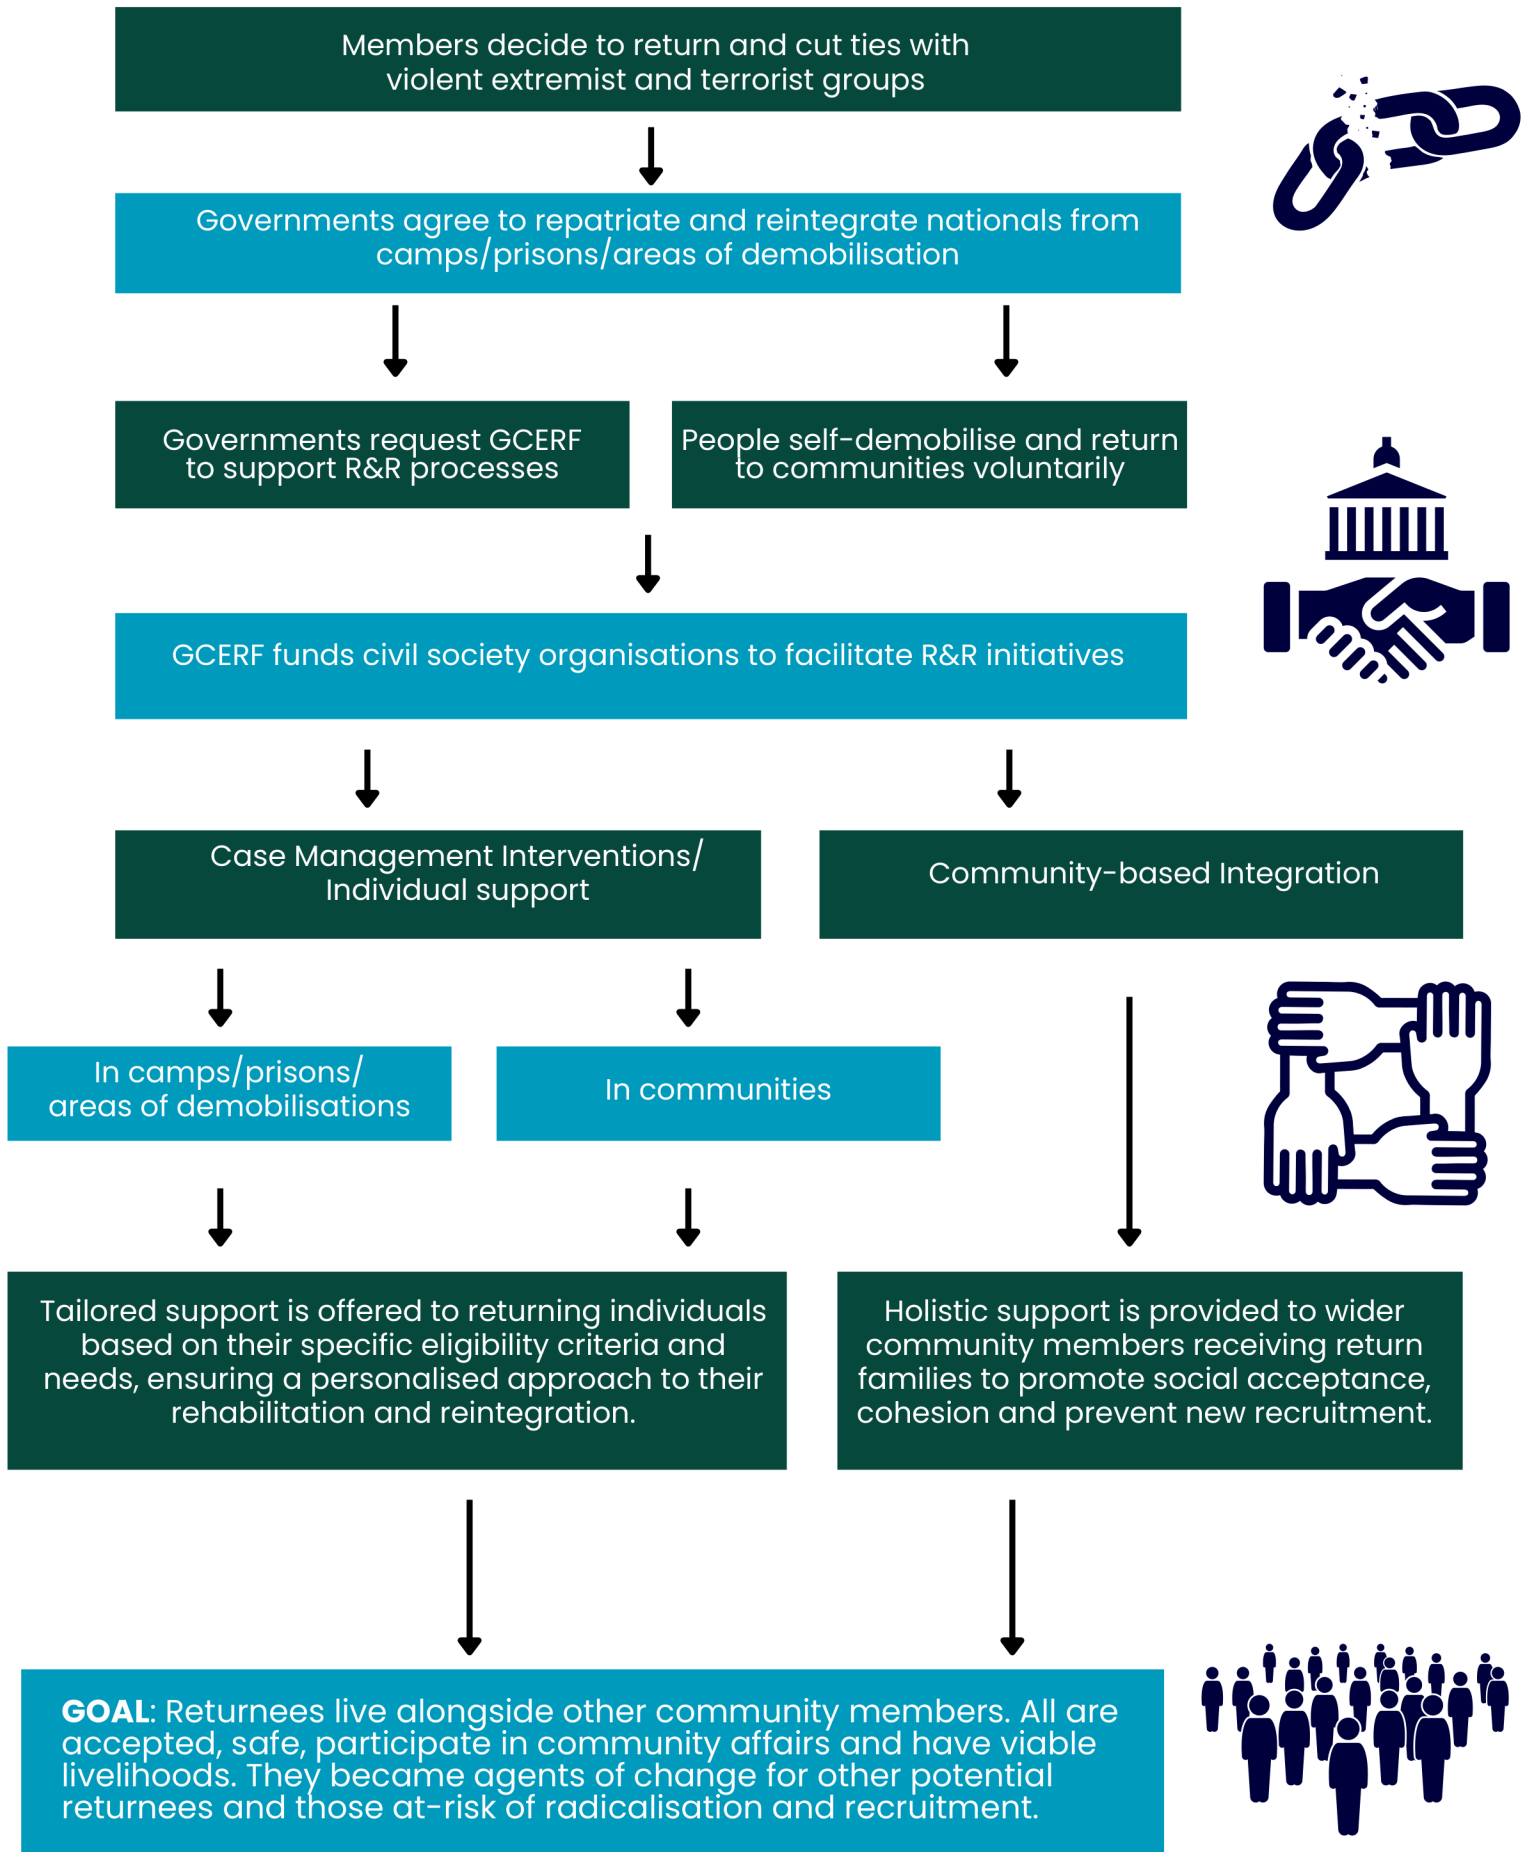 Members decide to return and cut ties with
violent extremist and terrorist groups
Governments agree to repatriate and reintegrate nationals from
camps/prisons/areas of demobilisation
Governments request GCERF
to support R&R processes
People self-demobilise and return
to communities voluntarily
GCERF funds civil society organisations to facilitate R&R initiatives
Case Management Interventions/
Individual support
Community-based Integration
In camps/prisons/
areas of demobilisations
In communities
Tailored support is offered to returning individuals
based on their specific eligibility criteria and
needs, ensuring a personalised approach to their
rehabilitation and reintegration.
Holistic support is provided to wider
community members receiving return
families to promote social acceptance,
cohesion and prevent new recruitment.
GOAL: Returnees live alongside other community members. All are
accepted, safe, participate in community affairs and have viable
livelihoods. They became agents of change for other potential
returnees and those at-risk of radicalisation and recruitment.